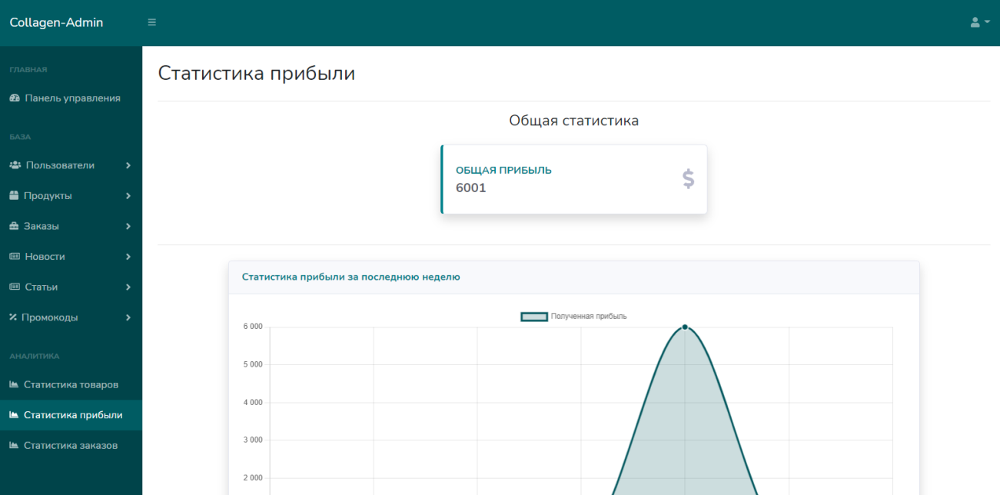 Collagen-Admin
ГЛАВНАЯ
Панель управления
БАЗА
Пользователи
Продукты
Заказы
Новости
Статьи
Промокоды
АНАЛИТИКА
Статистика товаров
Статистика прибыли
Статистика заказов
Статистика прибыли
Общая статистика
ОБЩАЯ ПРИБЫЛЬ
6001
Статистика прибыли за последнюю неделю
Полученная прибыль
6 000
5 000
4 000
3 000
2 000